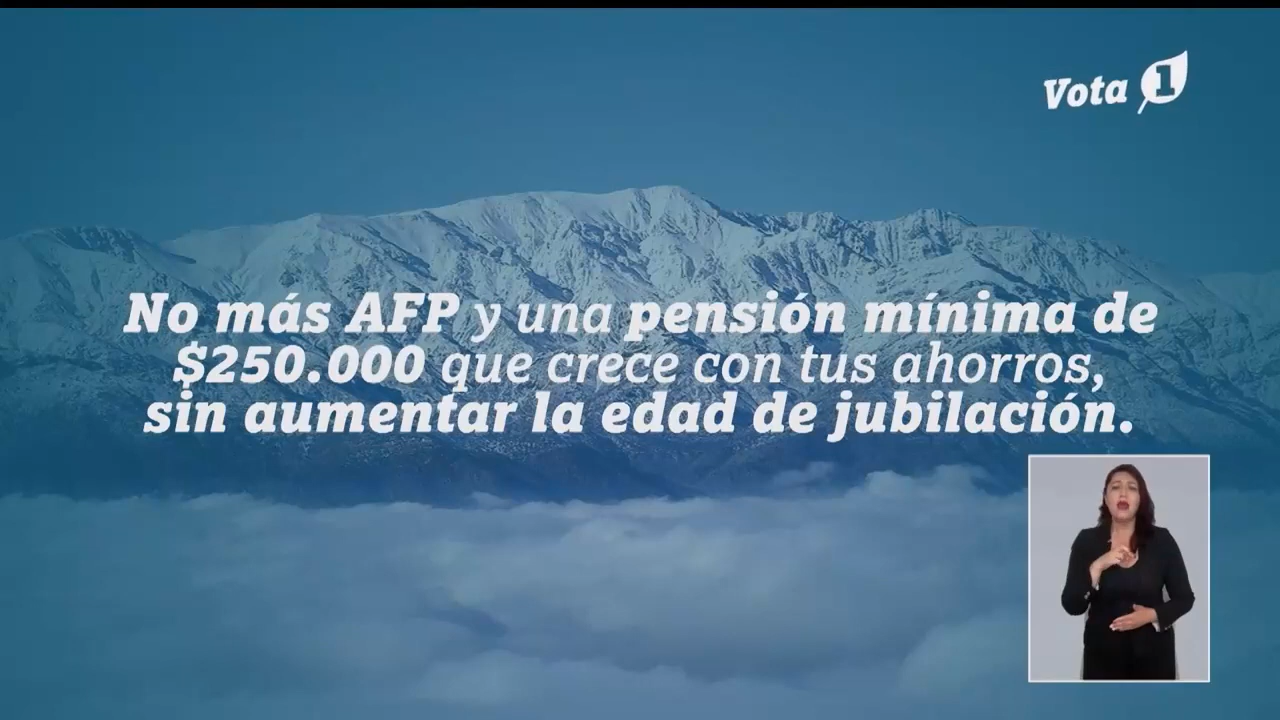 Vota 1
No más AFP y una pensión mínima de
$250.000 que crece con tus ahorros,
sin aumentar la edad de jubilación.